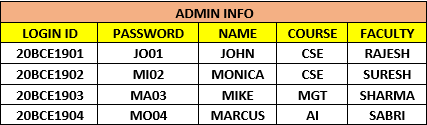 ADMIN INFO
LOGIN ID PASSWORD NAME COURSE FACULTY
20BCE1901 JO01 JOHN CSE RAJESH
20BCE1902 MI02 MONICA CSE SURESH
20BCE1903 MA03 MIKE MGT SHARMA
20BCE1904 MO04 MARCUS AI SABRI